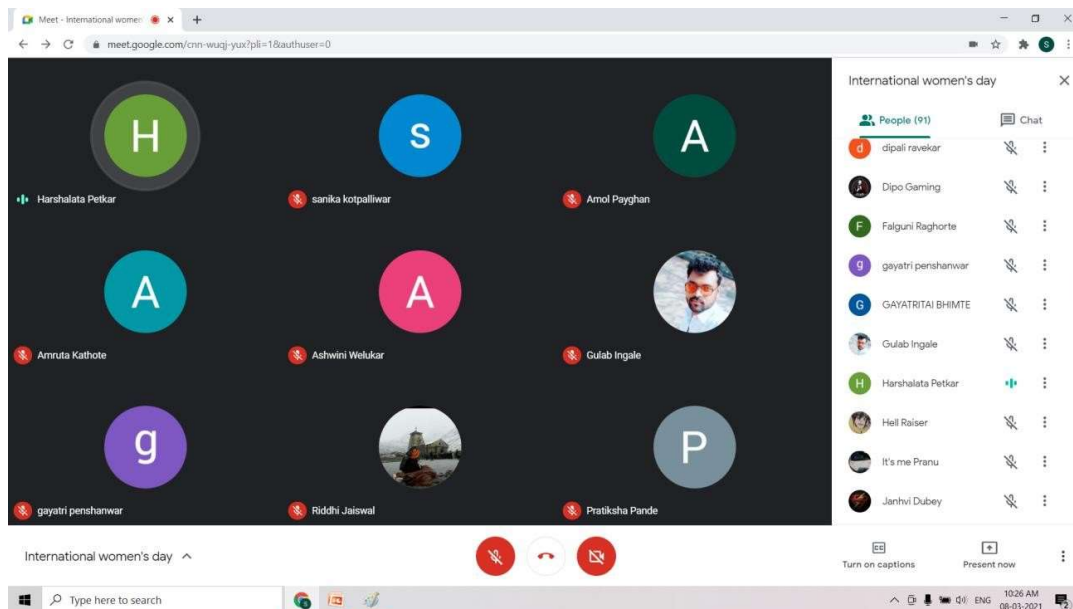 Meet - International women
meet.google.com/cnn-wuqj-yux?pli=1&authuser=0
S
International women's day
People (91)
Chat
H
Harshalata Petkar
s
sanika kotpalliwar
A
Amol Payghan
A
Amruta Kathote
A
Ashwini Welukar
Gulab Ingale
g
gayatri penshanwar
Riddhi Jaiswal
P
Pratiksha Pande
d dipali ravekar
Dipo Gaming
F Falguni Raghorte
g gayatri penshanwar
G GAYATRITAI BHIMTE
Gulab Ingale
H Harshalata Petkar
Hell Raiser
It's me Pranu
Janhvi Dubey
International women's day
CC
Turn on captions
Present now
Type here to search
ENG
10:26 AM
08-03-2021
2